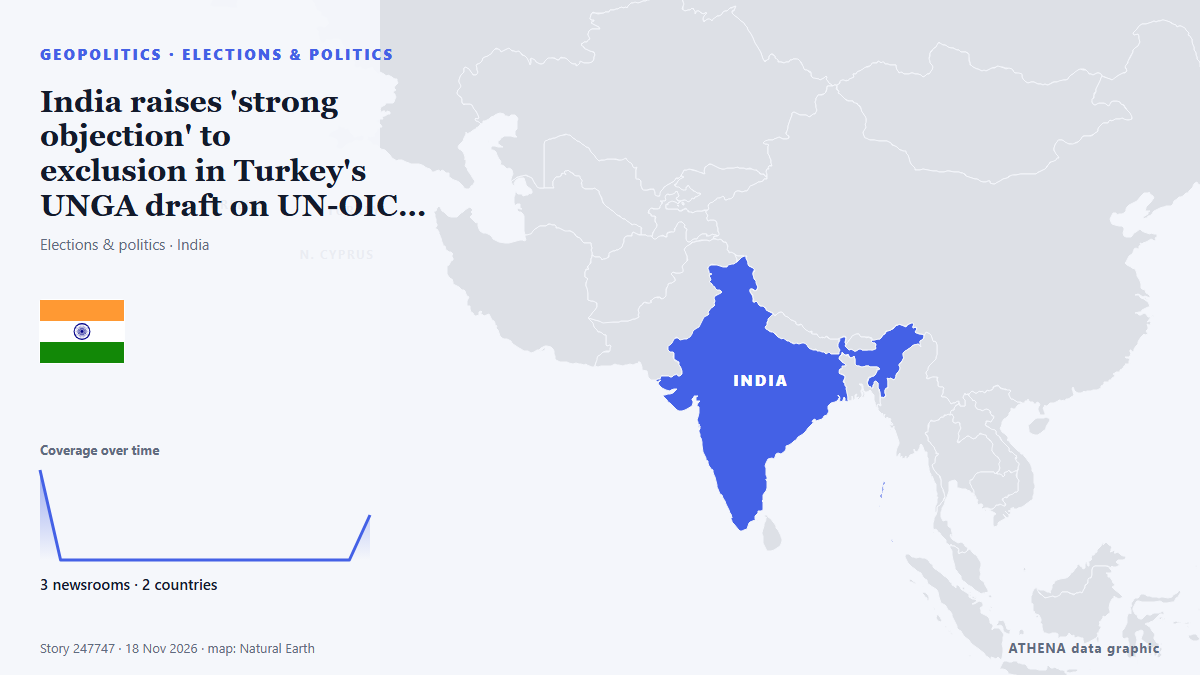 GEOPOLITICS · ELECTIONS & POLITICS
India raises 'strong
objection' to
exclusion in Turkey's
UNGA draft on UN-OIC...
Elections & politics · India
N. CYPRUS
INDIA
Coverage over time
3 newsrooms · 2 countries
Story 247747 · 18 Nov 2026 · map: Natural Earth
ATHENA data graphic